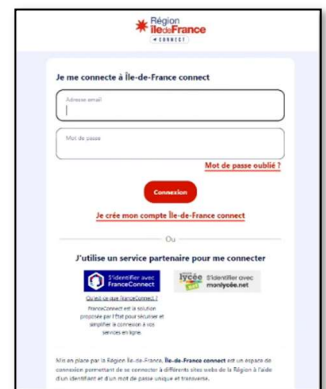 Région
îledeFrance
CONNECT
Je me connecte à Île-de-France connect
Adresse email
Mot de passe
Mot de passe oublié ?
Connexion
Je crée mon compte Île-de-France connect
Ou
J'utilise un service partenaire pour me connecter
S'identifier avec
FranceConnect
lycée
S'identifier avec
monlycée.net
Qu'est-ce que FranceConnect ?
FranceConnect est la solution
proposée par l'État pour sécuriser et
simplifier la connexion à vos
services en ligne.
Mis en place par la Région Île-de-France, Île-de-France connect est un espace de
connexion permettant de se connecter à différents sites webs de la Région à l'aide
d'un identifiant et d'un mot de passe unique et transverse.